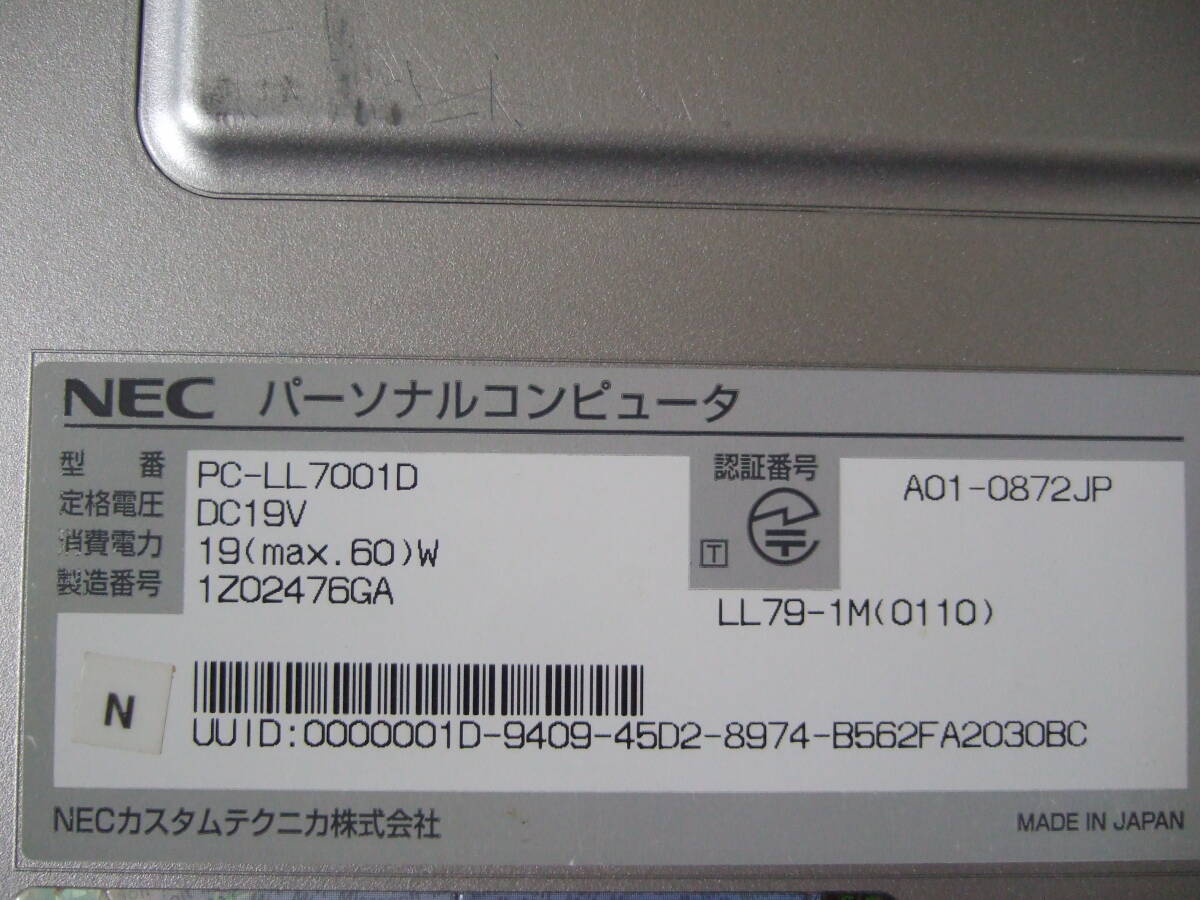 NEC パーソナルコンピュータ
型 番 PC-LL7001D
定格電圧 DC19V
消費電力 19(max.60)W
製造番号 1Z02476GA
認証番号 A01-0872JP
T
LL79-1M(0110)
N
UUID:0000001D-9409-45D2-8974-B562FA2030BC
NECカスタムテクニカ株式会社
MADE IN JAPAN